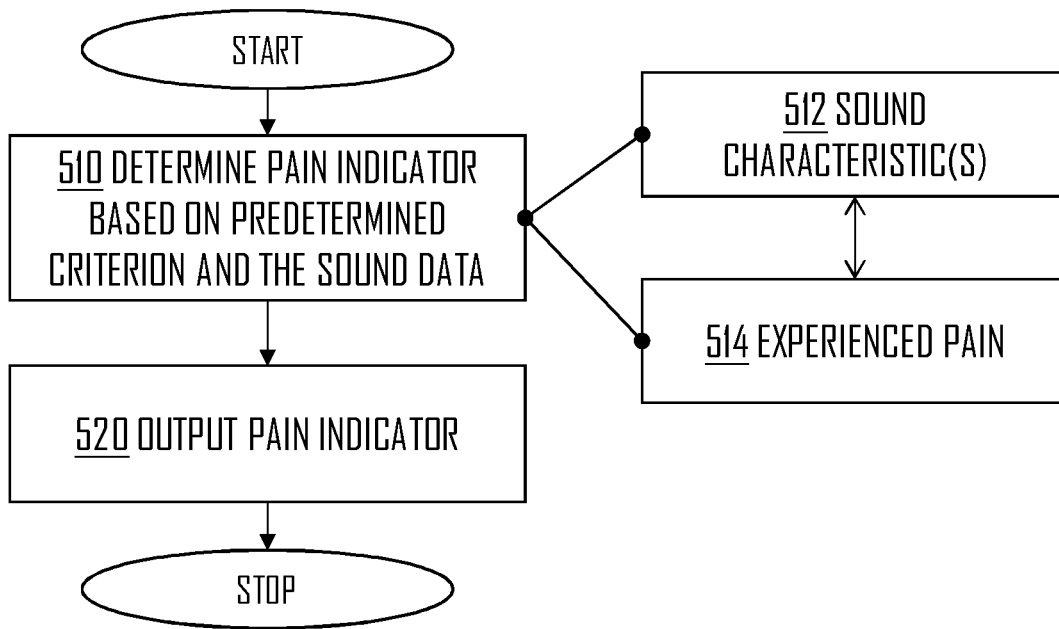 START
510 DETERMINE PAIN INDICATOR
BASED ON PREDETERMINED
CRITERION AND THE SOUND DATA
520 OUTPUT PAIN INDICATOR
STOP
512 SOUND
CHARACTERISTIC(S)
514 EXPERIENCED PAIN